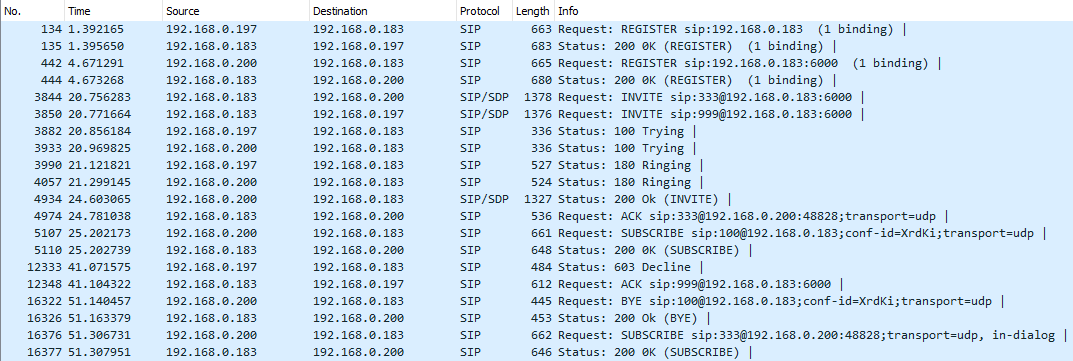 No. Time Source Destination Protocol Length Info
134 1.392165 192.168.0.197 192.168.0.183 SIP 663 Request: REGISTER sip:192.168.0.183 (1 binding) |
135 1.395650 192.168.0.183 192.168.0.197 SIP 683 Status: 200 OK (REGISTER) (1 binding) |
442 4.671291 192.168.0.200 192.168.0.183 SIP 665 Request: REGISTER sip:192.168.0.183:6000 (1 binding) |
444 4.673268 192.168.0.183 192.168.0.200 SIP 680 Status: 200 OK (REGISTER) (1 binding) |
3844 20.756283 192.168.0.183 192.168.0.200 SIP/SDP 1378 Request: INVITE sip:333@192.168.0.183:6000 |
3850 20.771664 192.168.0.183 192.168.0.197 SIP/SDP 1376 Request: INVITE sip:999@192.168.0.183:6000 |
3882 20.856184 192.168.0.197 192.168.0.183 SIP 336 Status: 100 Trying |
3933 20.969825 192.168.0.200 192.168.0.183 SIP 336 Status: 100 Trying |
3990 21.121821 192.168.0.197 192.168.0.183 SIP 527 Status: 180 Ringing |
4057 21.299145 192.168.0.200 192.168.0.183 SIP 524 Status: 180 Ringing |
4934 24.603065 192.168.0.200 192.168.0.183 SIP/SDP 1327 Status: 200 Ok (INVITE) |
4974 24.781038 192.168.0.183 192.168.0.200 SIP 536 Request: ACK sip:333@192.168.0.200:48828;transport=udp |
5107 25.202173 192.168.0.200 192.168.0.183 SIP 661 Request: SUBSCRIBE sip:100@192.168.0.183;conf-id=XrdKi;transport=udp |
5110 25.202739 192.168.0.183 192.168.0.200 SIP 648 Status: 200 OK (SUBSCRIBE) |
12333 41.071575 192.168.0.197 192.168.0.183 SIP 484 Status: 603 Decline |
12348 41.104322 192.168.0.183 192.168.0.197 SIP 612 Request: ACK sip:999@192.168.0.183:6000 |
16322 51.140457 192.168.0.200 192.168.0.183 SIP 445 Request: BYE sip:100@192.168.0.183;conf-id=XrdKi;transport=udp |
16326 51.163379 192.168.0.183 192.168.0.200 SIP 453 Status: 200 Ok (BYE) |
16376 51.306731 192.168.0.200 192.168.0.183 SIP 662 Request: SUBSCRIBE sip:333@192.168.0.200:48828;transport=udp, in-dialog |
16377 51.307951 192.168.0.183 192.168.0.200 SIP 646 Status: 200 OK (SUBSCRIBE) |